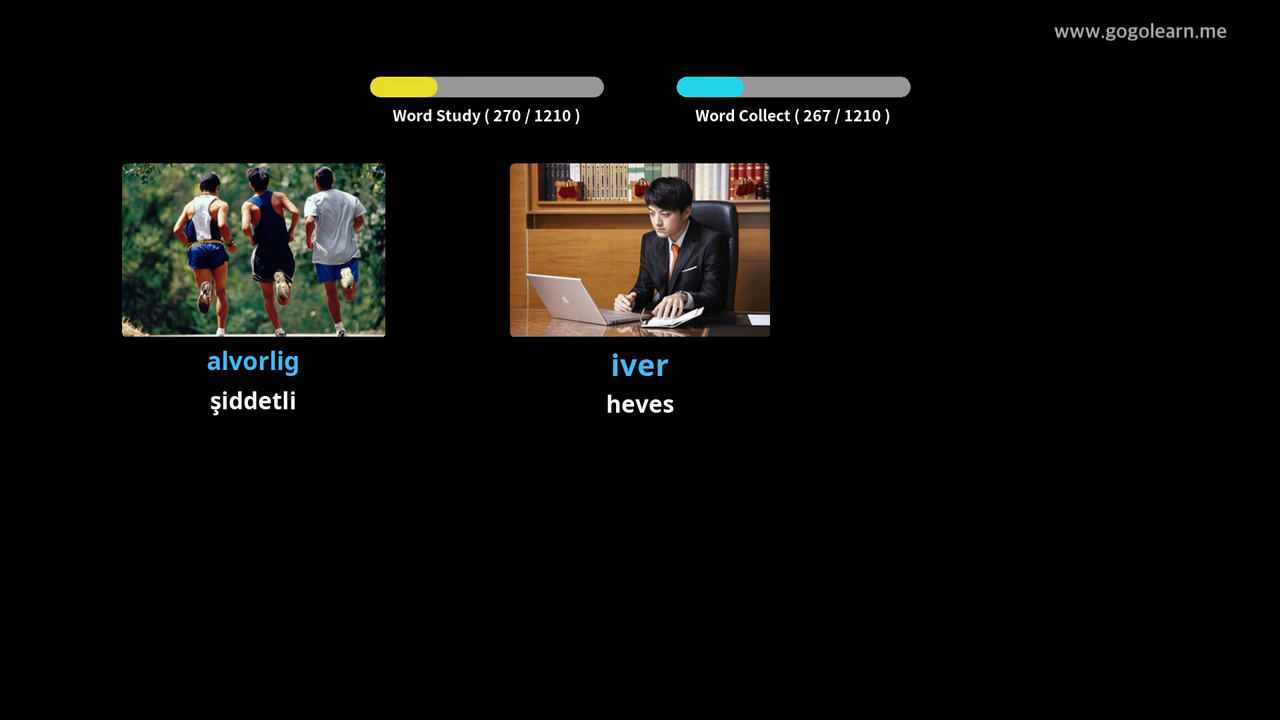 www.gogolearn.me
Word Study ( 270 / 1210 )
Word Collect ( 267 / 1210 )
alvorlig
şiddetli
iver
heves